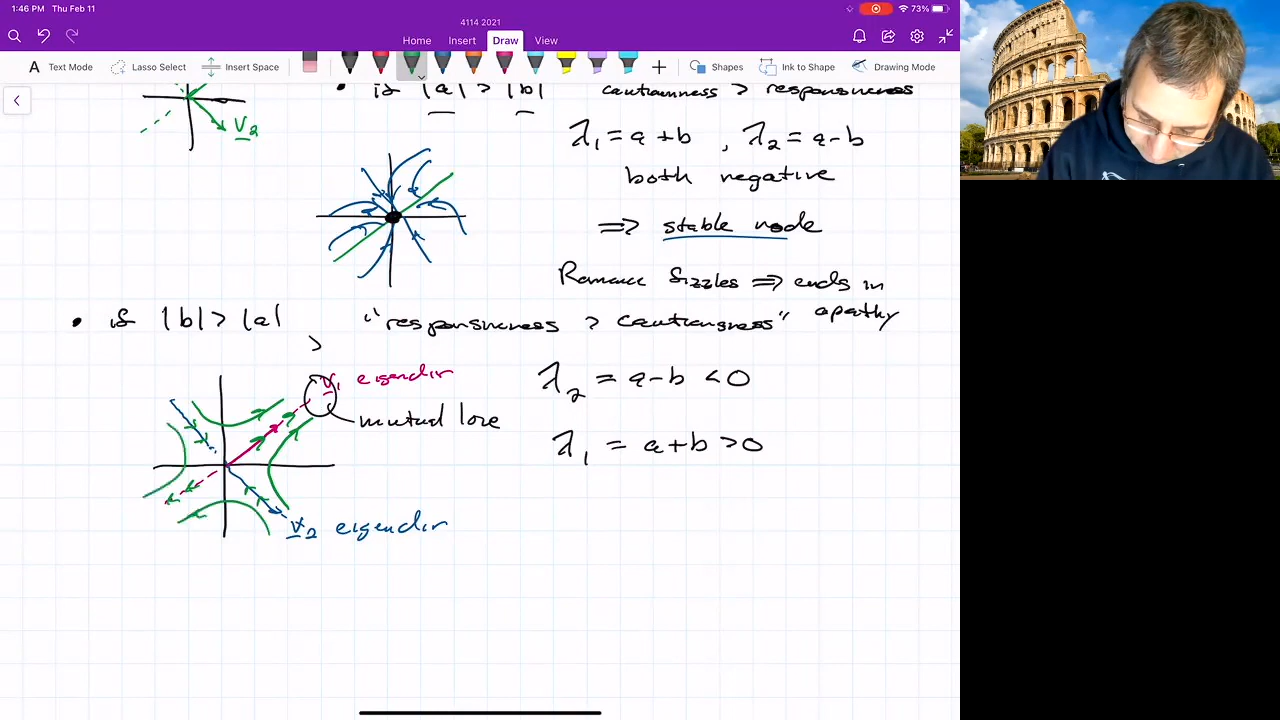 1:46 PM Thu Feb 11
73%
4114 2021
Home Insert Draw View
Text Mode Lasso Select Insert Space Shapes Ink to Shape Drawing Mode
• if |a| > |b| cautiousness > responsiveness
V2
λ1 = a + b , λ2 = a - b
both negative
⟹ stable node
Romance fizzles ⟹ ends in apathy
• if |b| > |a| "responsiveness > cautiousness"
V1 eigendir
mutual love
λ2 = a - b < 0
λ1 = a + b > 0
V2 eigendir